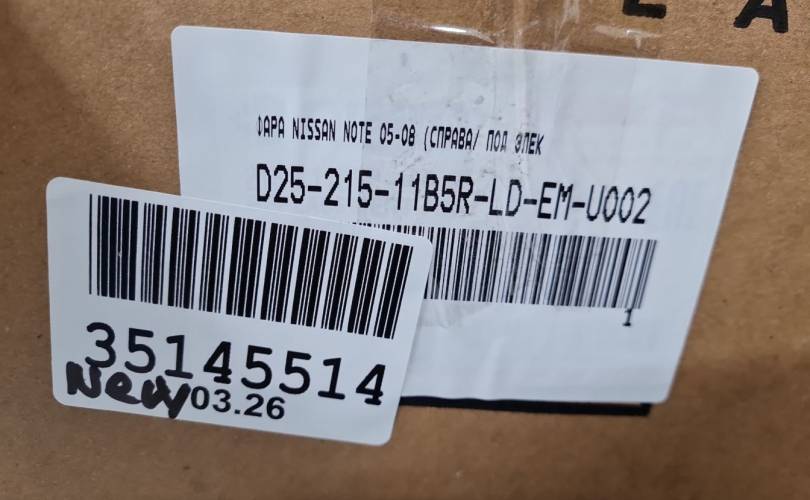 ФАРА NISSAN NOTE 05-08 (СПРАВА/ ПОД ЭЛЕК
D25-215-11B5R-LD-EM-U002
1
35145514
New 03.26